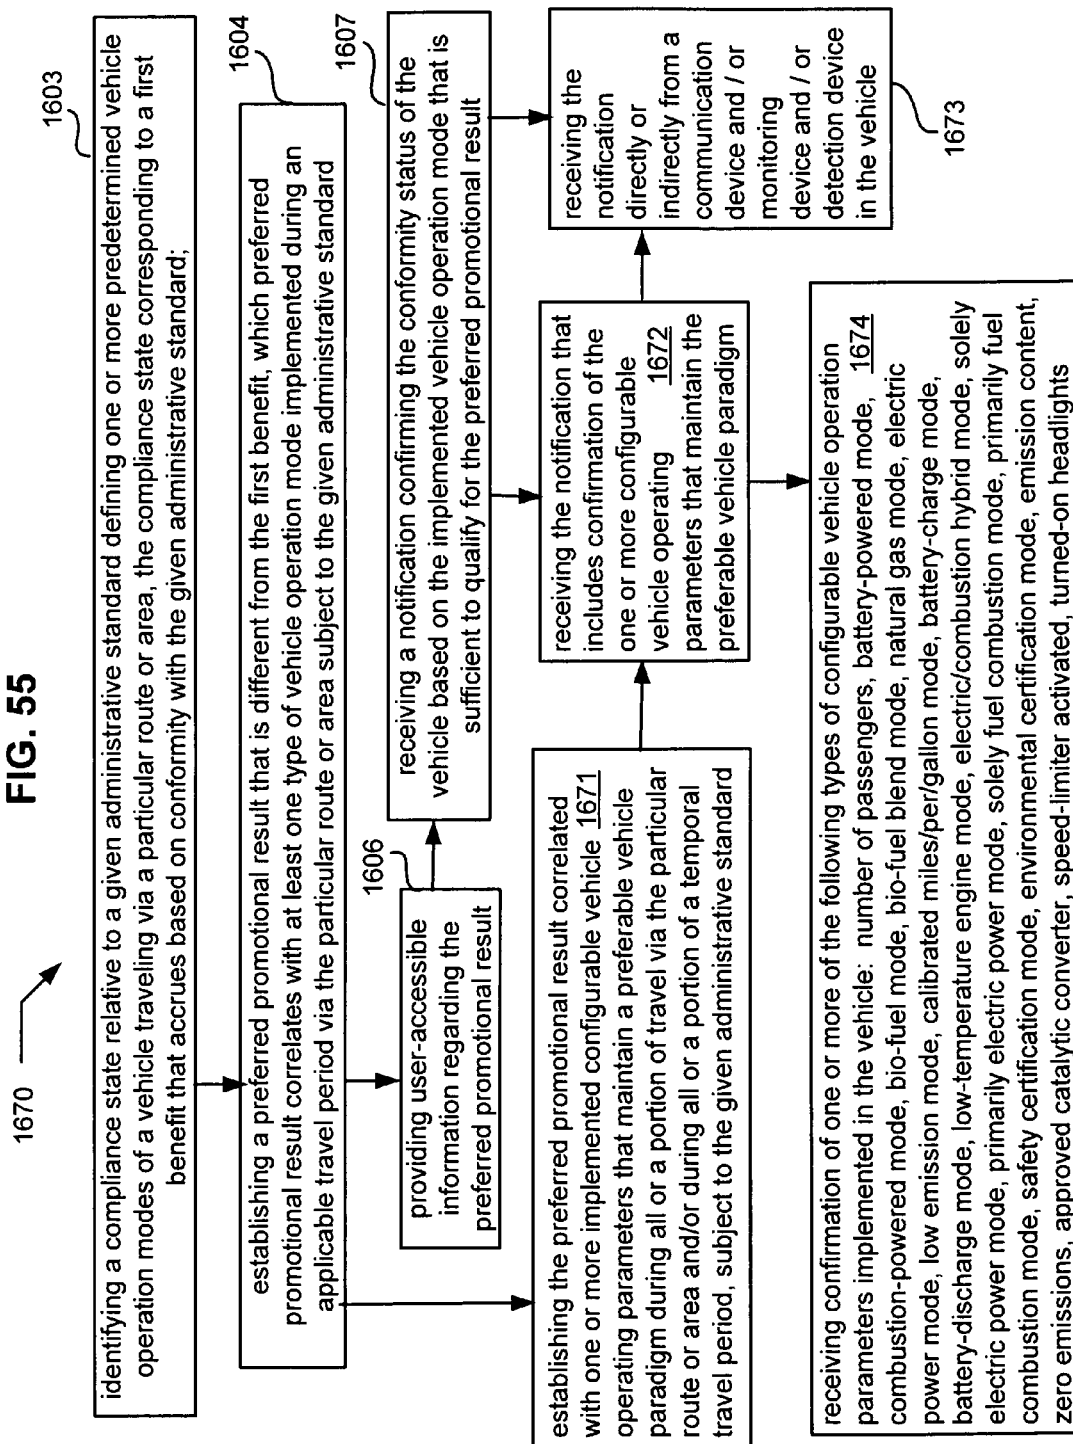 FIG. 55
1670
1603
identifying a compliance state relative to a given administrative standard defining one or more predetermined vehicle
operation modes of a vehicle traveling via a particular route or area, the compliance state corresponding to a first
benefit that accrues based on conformity with the given administrative standard;
1604
establishing a preferred promotional result that is different from the first benefit, which preferred
promotional result correlates with at least one type of vehicle operation mode implemented during an
applicable travel period via the particular route or area subject to the given administrative standard
1606
providing user-accessible
information regarding the
preferred promotional result
1607
receiving a notification confirming the conformity status of the
vehicle based on the implemented vehicle operation mode that is
sufficient to qualify for the preferred promotional result
establishing the preferred promotional result correlated
with one or more implemented configurable vehicle 1671
operating parameters that maintain a preferable vehicle
paradigm during all or a portion of travel via the particular
route or area and/or during all or a portion of a temporal
travel period, subject to the given administrative standard
receiving the notification that
includes confirmation of the
one or more configurable
vehicle operating 1672
parameters that maintain the
preferable vehicle paradigm
receiving the
notification
directly or
indirectly from a
communication
device and / or
monitoring
device and / or
detection device
in the vehicle
1673
receiving confirmation of one or more of the following types of configurable vehicle operation
parameters implemented in the vehicle: number of passengers, battery-powered mode, 1674
combustion-powered mode, bio-fuel mode, bio-fuel blend mode, natural gas mode, electric
power mode, low emission mode, calibrated miles/per/gallon mode, battery-charge mode,
battery-discharge mode, low-temperature engine mode, electric/combustion hybrid mode, solely
electric power mode, primarily electric power mode, solely fuel combustion mode, primarily fuel
combustion mode, safety certification mode, environmental certification mode, emission content,
zero emissions, approved catalytic converter, speed-limiter activated, turned-on headlights